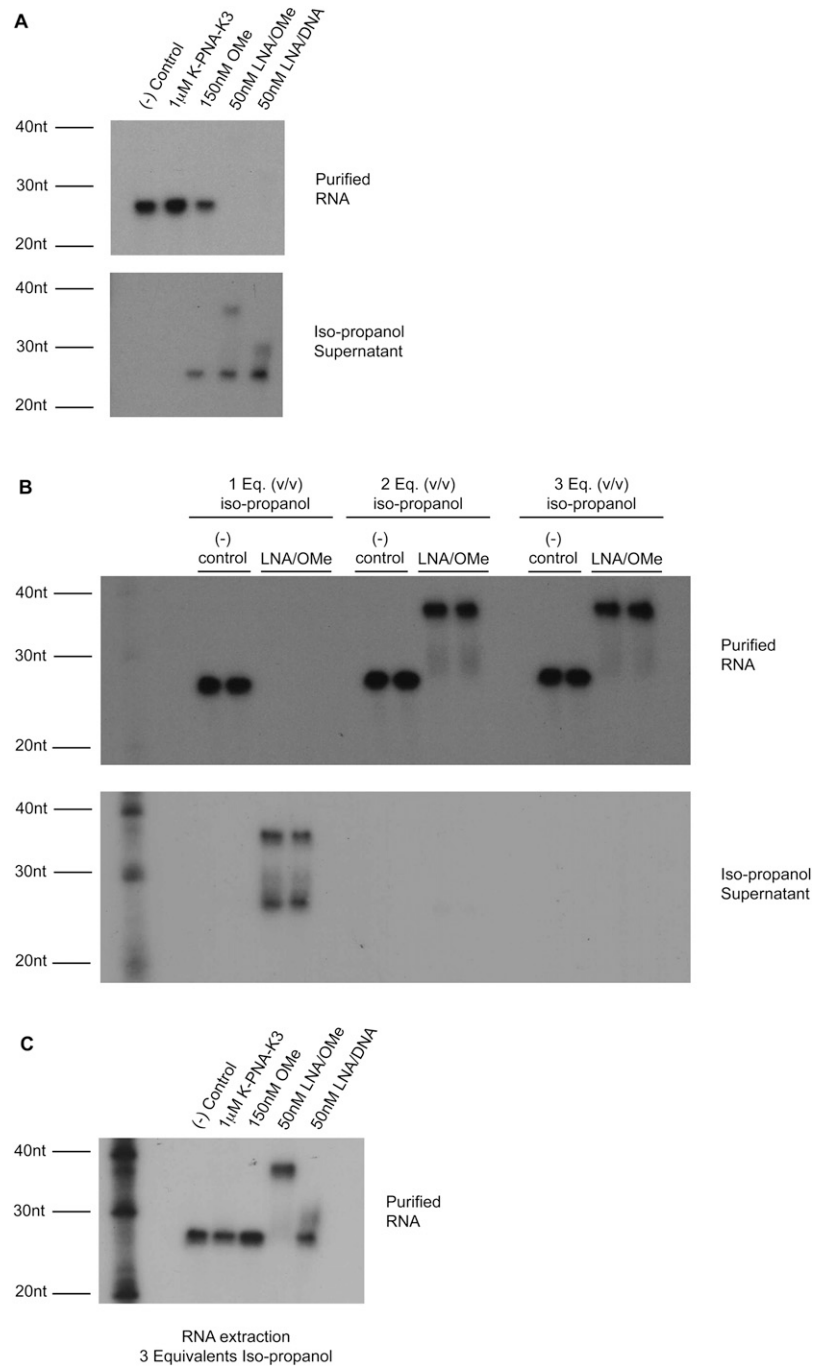 A
(-) Control
1μM K-PNA-K3
150nM OMe
50nM LNA/OMe
50nM LNA/DNA
40nt
30nt
20nt
Purified
RNA
40nt
30nt
20nt
Iso-propanol
Supernatant
B
1 Eq. (v/v)
iso-propanol
2 Eq. (v/v)
iso-propanol
3 Eq. (v/v)
iso-propanol
(-)
control
LNA/OMe
(-)
control
LNA/OMe
(-)
control
LNA/OMe
40nt
30nt
20nt
Purified
RNA
40nt
30nt
20nt
Iso-propanol
Supernatant
C
(-) Control
1μM K-PNA-K3
150nM OMe
50nM LNA/OMe
50nM LNA/DNA
40nt
30nt
20nt
Purified
RNA
RNA extraction
3 Equivalents Iso-propanol